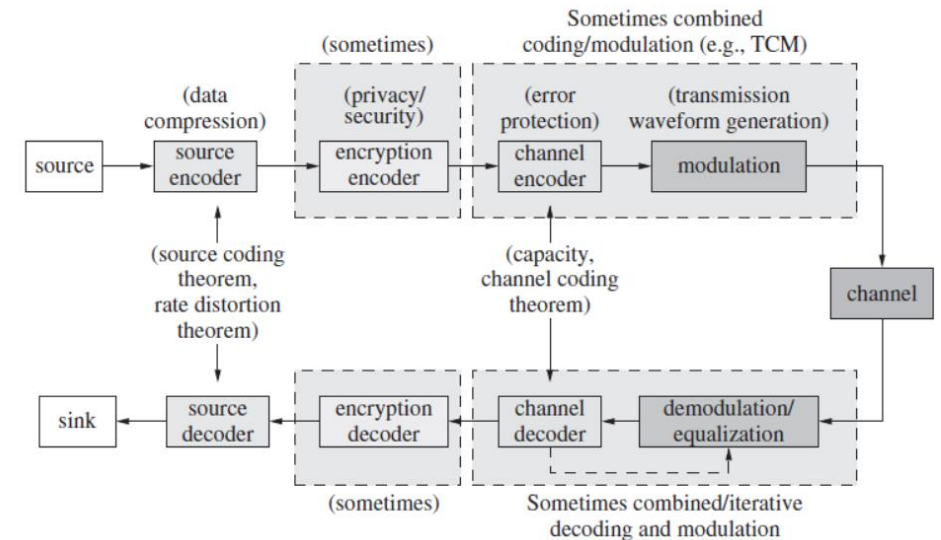 Sometimes combined
coding/modulation (e.g., TCM)
(sometimes)
(data
compression)
(privacy/
security)
(error
protection)
(transmission
waveform generation)
source
source
encoder
encryption
encoder
channel
encoder
modulation
(source coding
theorem,
rate distortion
theorem)
(capacity,
channel coding
theorem)
channel
sink
source
decoder
encryption
decoder
channel
decoder
demodulation/
equalization
(sometimes)
Sometimes combined/iterative
decoding and modulation